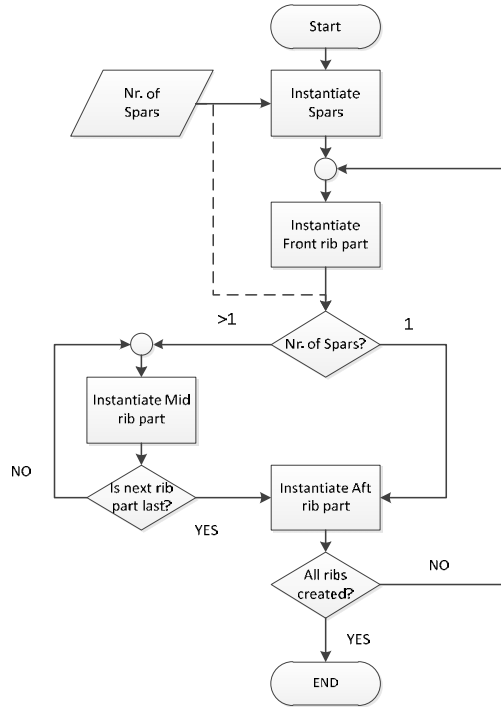 Start
Nr. of
Spars
Instantiate
Spars
Instantiate
Front rib part
>1
Nr. of Spars?
1
Instantiate Mid
rib part
NO
Is next rib
part last?
YES
Instantiate Aft
rib part
All ribs
created?
NO
YES
END